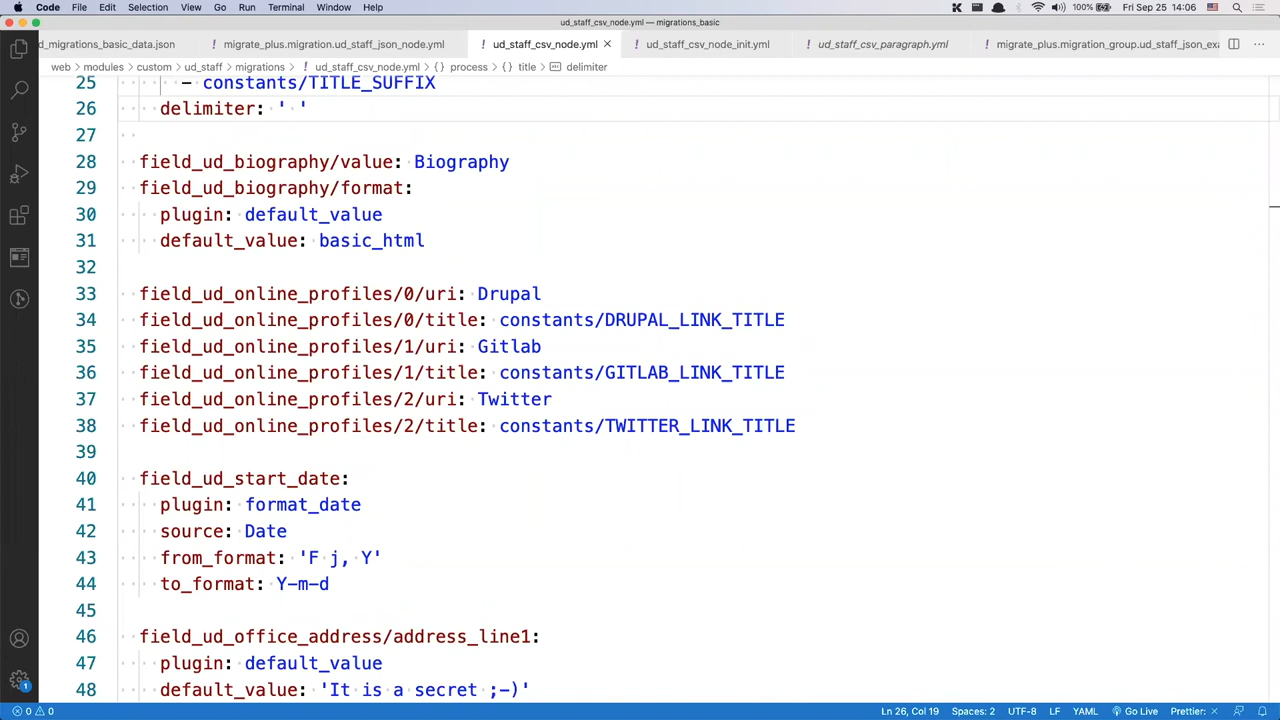 Code File Edit Selection View Go Run Terminal Window Help 100% Fri Sep 25 14:06
ud_staff_csv_node.yml — migrations_basic
d_migrations_basic_data.json migrate_plus.migration.ud_staff_json_node.yml ud_staff_csv_node.yml × ud_staff_csv_node_init.yml ud_staff_csv_paragraph.yml migrate_plus.migration_group.ud_staff_json_exa
web › modules › custom › ud_staff › migrations › ud_staff_csv_node.yml › {} process › {} title › delimiter
25 - constants/TITLE_SUFFIX
26 delimiter: ' '
27
28 field_ud_biography/value: Biography
29 field_ud_biography/format:
30 plugin: default_value
31 default_value: basic_html
32
33 field_ud_online_profiles/0/uri: Drupal
34 field_ud_online_profiles/0/title: constants/DRUPAL_LINK_TITLE
35 field_ud_online_profiles/1/uri: Gitlab
36 field_ud_online_profiles/1/title: constants/GITLAB_LINK_TITLE
37 field_ud_online_profiles/2/uri: Twitter
38 field_ud_online_profiles/2/title: constants/TWITTER_LINK_TITLE
39
40 field_ud_start_date:
41 plugin: format_date
42 source: Date
43 from_format: 'F j, Y'
44 to_format: Y-m-d
45
46 field_ud_office_address/address_line1:
47 plugin: default_value
48 default_value: 'It is a secret ;-)'
1
0 0 Ln 26, Col 19 Spaces: 2 UTF-8 LF YAML Go Live Prettier: ×